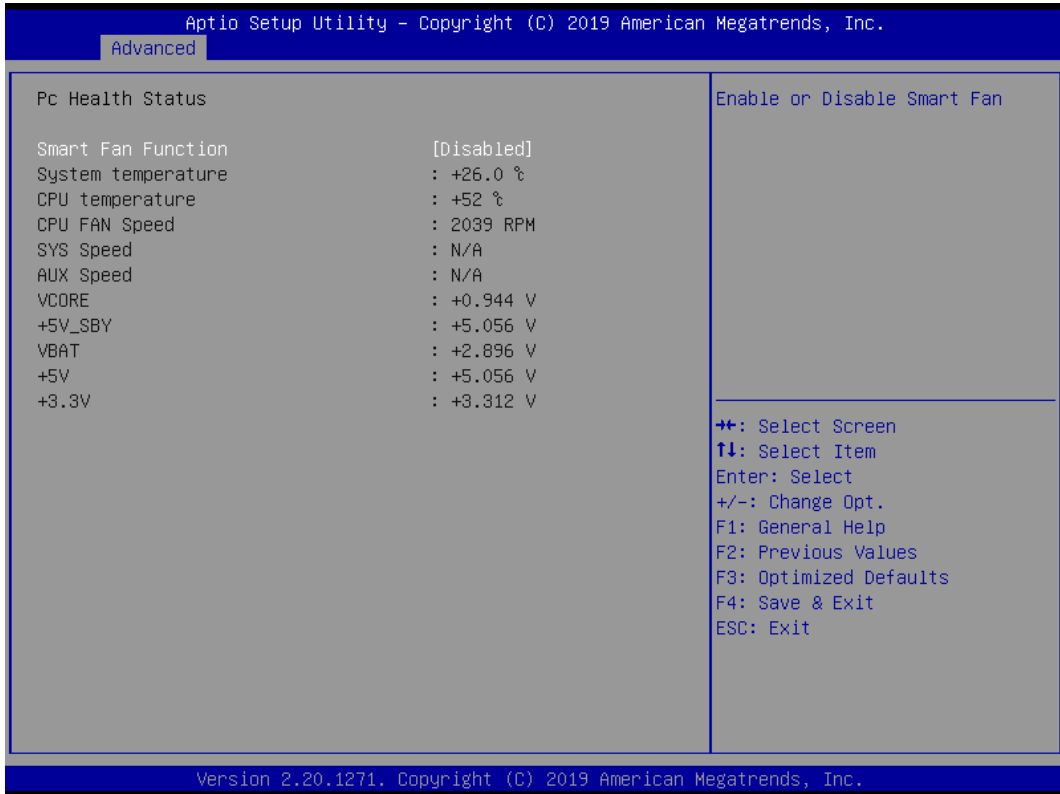 Aptio Setup Utility – Copyright (C) 2019 American Megatrends, Inc.
Advanced
Pc Health Status
Smart Fan Function [Disabled]
System temperature : +26.0 ℃
CPU temperature : +52 ℃
CPU FAN Speed : 2039 RPM
SYS Speed : N/A
AUX Speed : N/A
VCORE : +0.944 V
+5V_SBY : +5.056 V
VBAT : +2.896 V
+5V : +5.056 V
+3.3V : +3.312 V
Enable or Disable Smart Fan
→←: Select Screen
↑↓: Select Item
Enter: Select
+/-: Change Opt.
F1: General Help
F2: Previous Values
F3: Optimized Defaults
F4: Save & Exit
ESC: Exit
Version 2.20.1271. Copyright (C) 2019 American Megatrends, Inc.